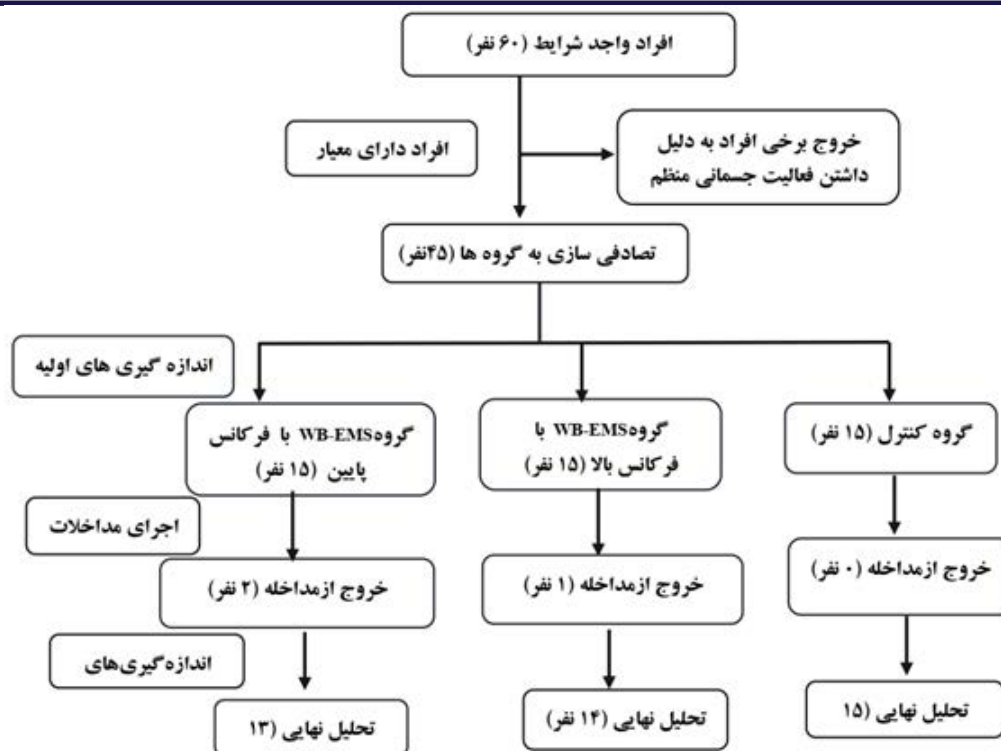 افراد واجد شرایط (۶۰ نفر)
افراد دارای معیار
خروج برخی افراد به دلیل
داشتن فعالیت جسمانی منظم
تصادفی سازی به گروه ها (۴۵نفر)
اندازه گیری های اولیه
گروه کنترل (۱۵ نفر)
گروهWB-EMS با
فرکانس بالا (۱۵ نفر)
گروهWB-EMS با فرکانس
پایین (۱۵ نفر)
اجرای مداخلات
خروج ازمداخله (۰ نفر)
خروج ازمداخله (۱ نفر)
خروج ازمداخله (۲ نفر)
اندازه‌گیری‌های
تحلیل نهایی (۱۵
تحلیل نهایی (۱۴ نفر)
تحلیل نهایی (۱۳